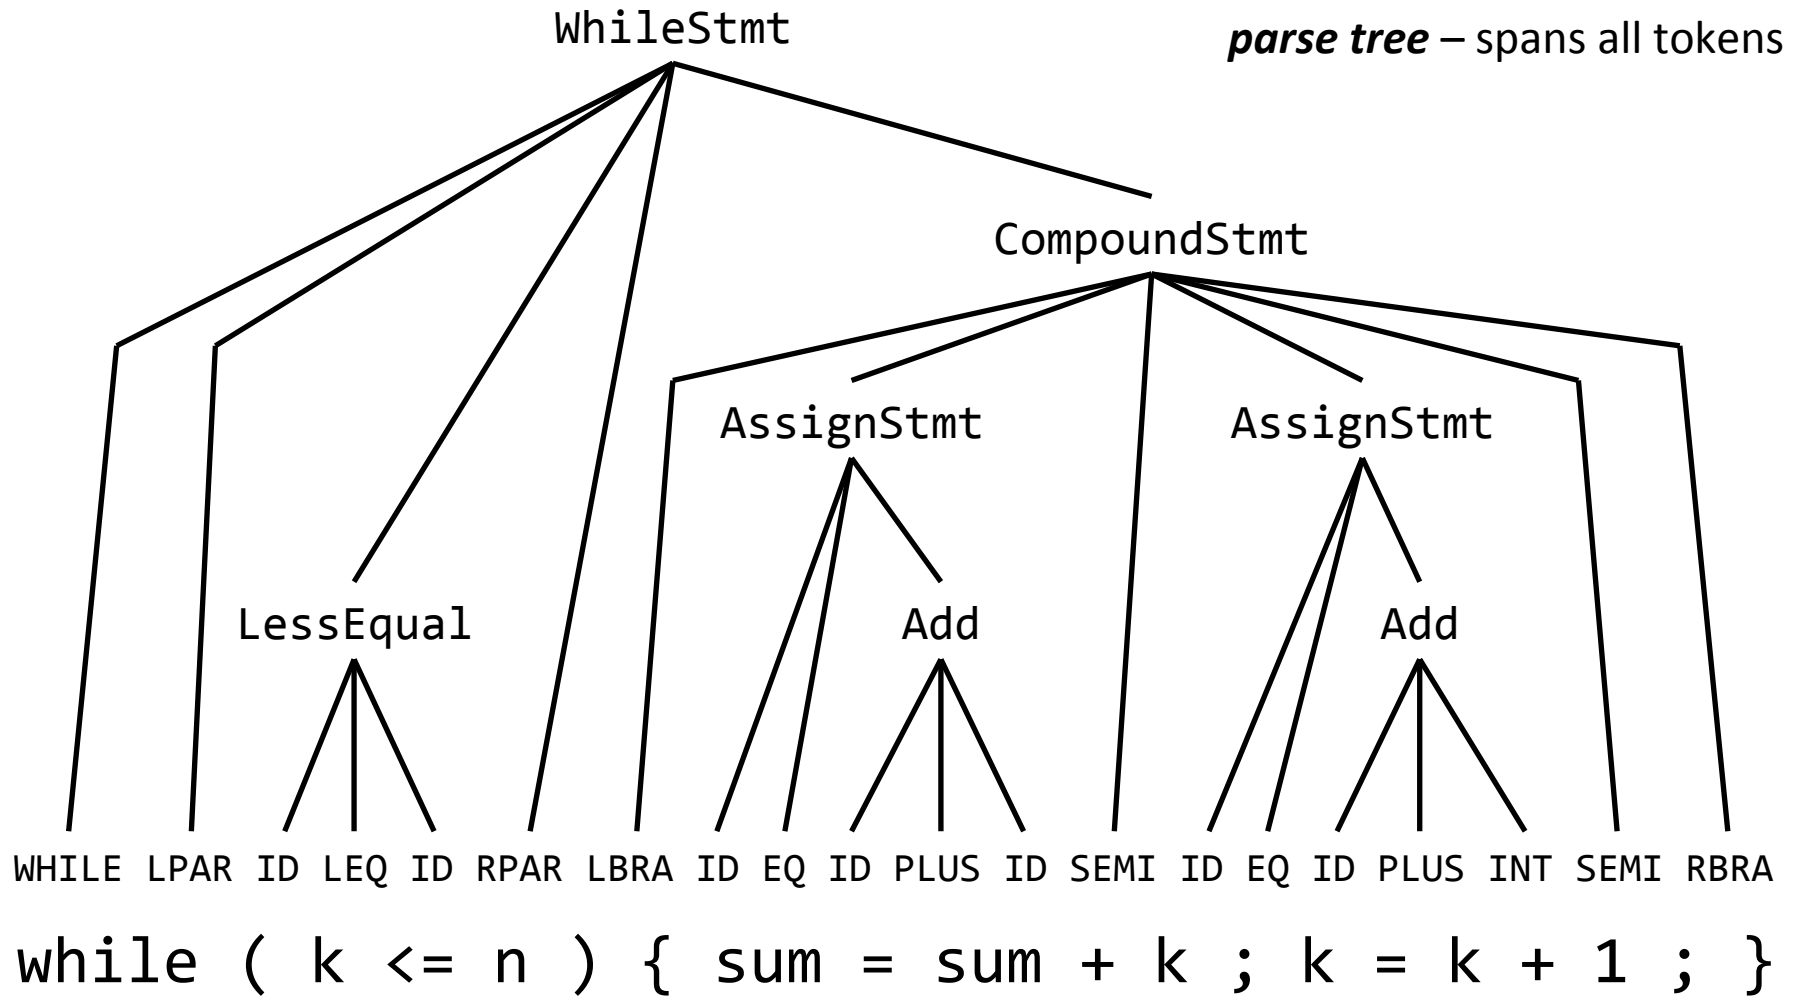 WhileStmt
parse tree – spans all tokens
CompoundStmt
AssignStmt AssignStmt
LessEqual Add Add
WHILE LPAR ID LEQ ID RPAR LBRA ID EQ ID PLUS ID SEMI ID EQ ID PLUS INT SEMI RBRA
while ( k <= n ) { sum = sum + k ; k = k + 1 ; }